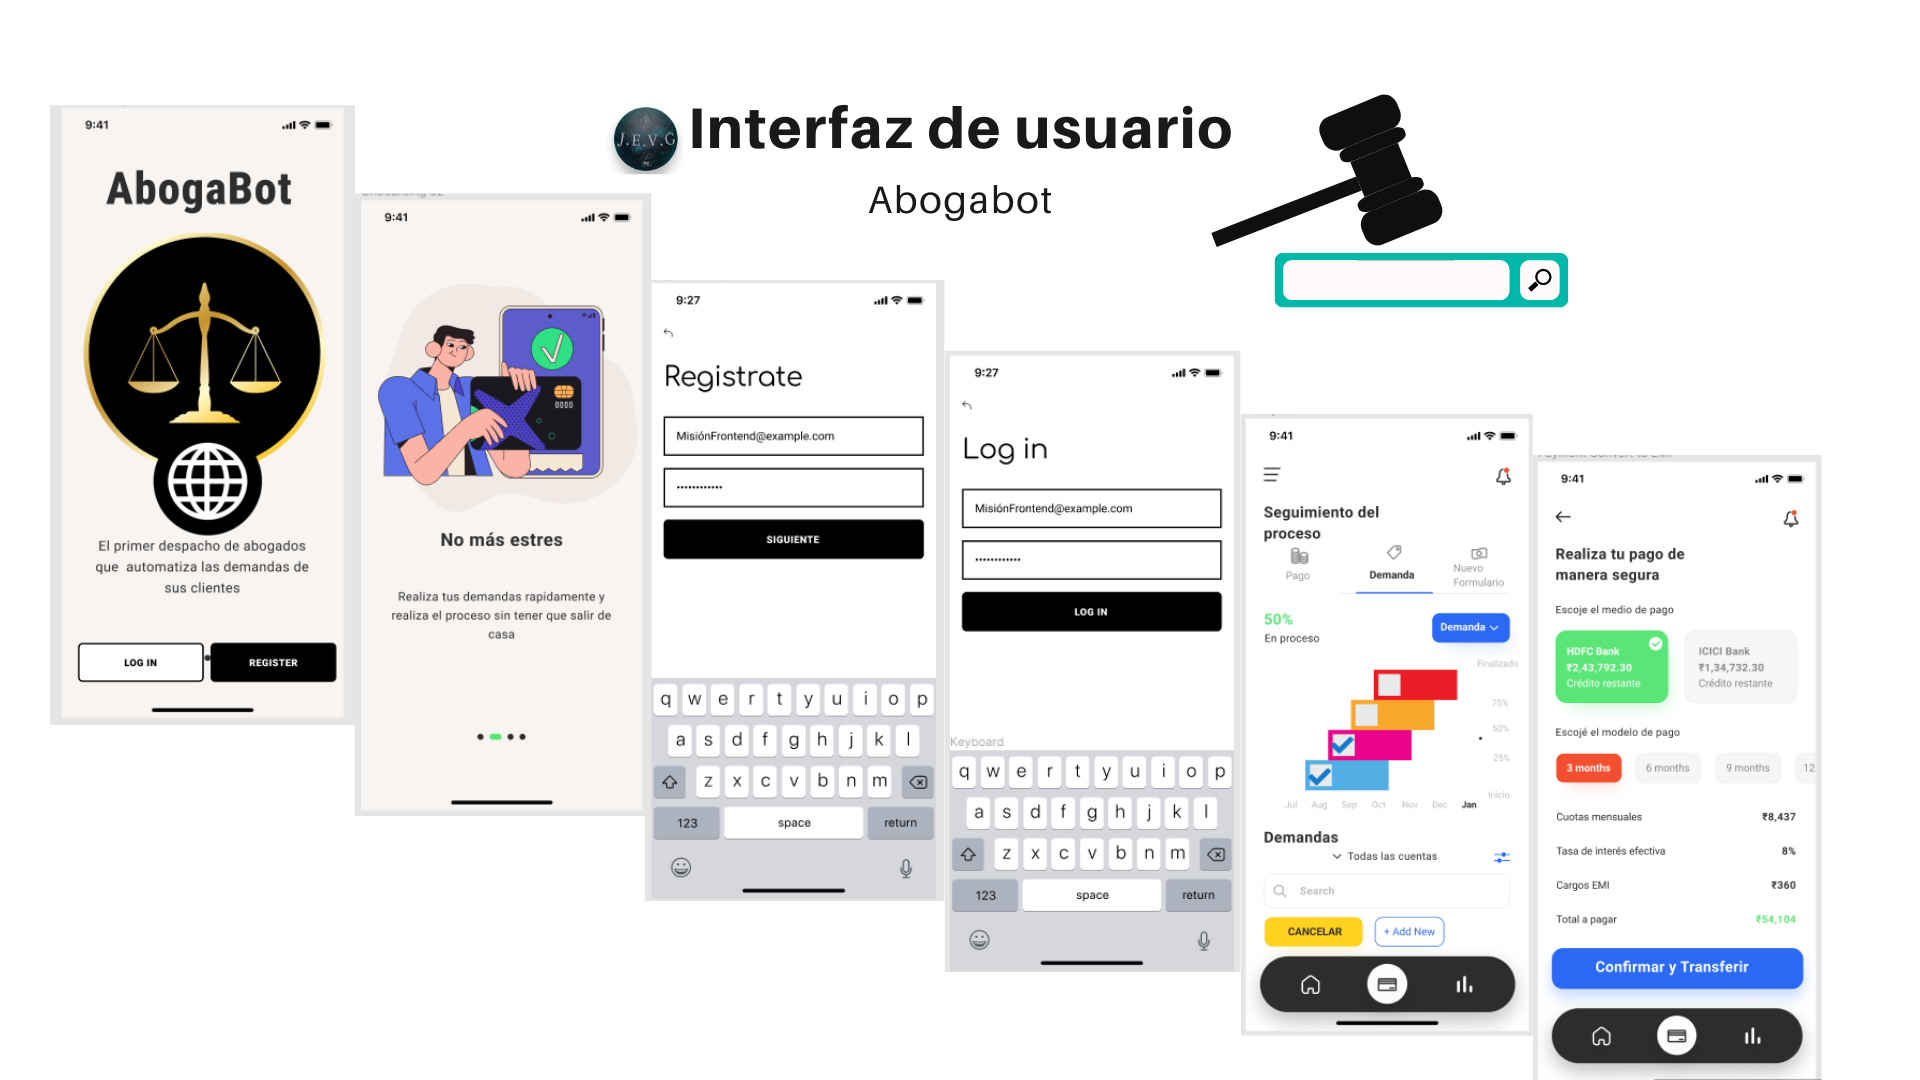 J.E.V.G
Interfaz de usuario
Abogabot
9:41
AbogaBot
El primer despacho de abogados
que automatiza las demandas de
sus clientes
LOG IN
REGISTER
9:41
No más estres
Realiza tus demandas rapidamente y
realiza el proceso sin tener que salir de
casa
9:27
Registrate
MisiónFrontend@example.com
SIGUIENTE
q w e r t y u i o p
a s d f g h j k l
z x c v b n m
123 space return
9:27
Log in
MisiónFrontend@example.com
LOG IN
Keyboard
q w e r t y u i o p
a s d f g h j k l
z x c v b n m
123 space return
9:41
Seguimiento del
proceso
Pago
Demanda
Nuevo
Formulario
50%
En proceso
Demanda
Finalizado
75%
50%
25%
Inicio
Jul Aug Sep Oct Nov Dec Jan
Demandas
Todas las cuentas
Search
CANCELAR
+ Add New
Payment Convert to EMI
9:41
Realiza tu pago de
manera segura
Escoje el medio de pago
HDFC Bank
₹2,43,792.30
Crédito restante
ICICI Bank
₹1,34,732.30
Crédito restante
Escojé el modelo de pago
3 months 6 months 9 months 12
Cuotas mensuales ₹8,437
Tasa de interés efectiva 8%
Cargos EMI ₹360
Total a pagar ₹54,104
Confirmar y Transferir